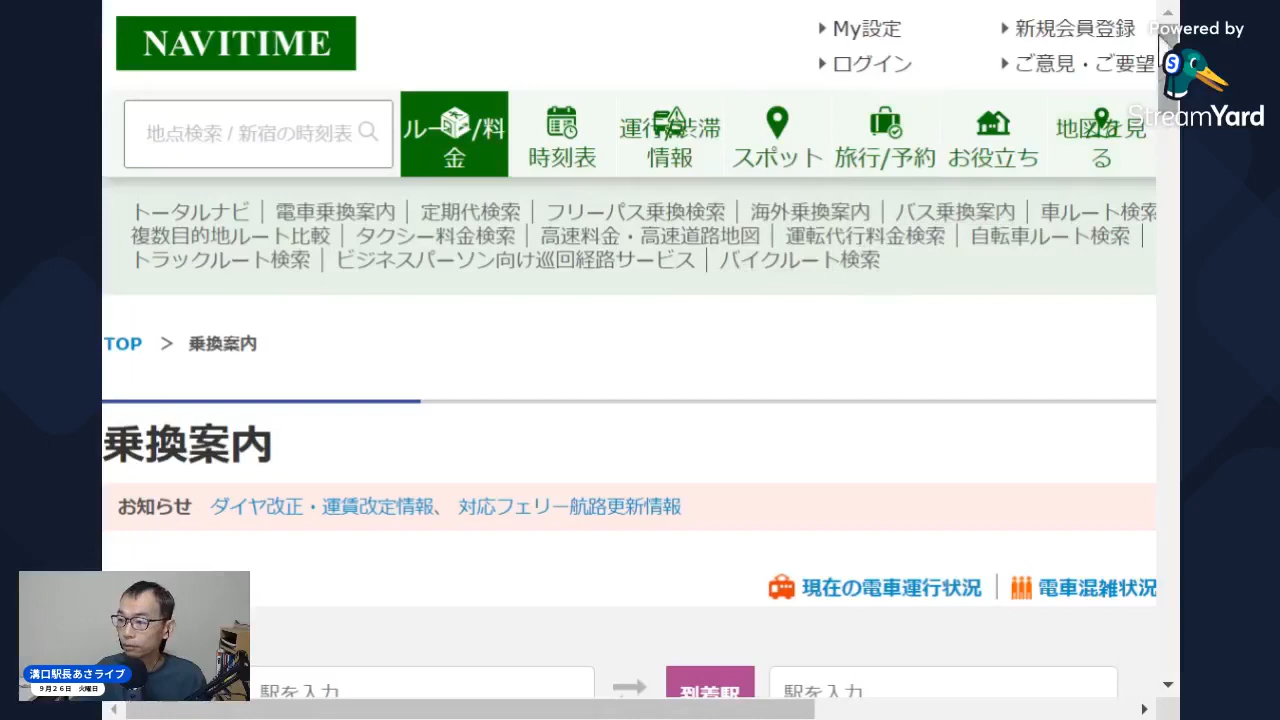 NAVITIME
My設定
新規会員登録
ログイン
ご意見・ご要望
Powered by
StreamYard
地点検索 / 新宿の時刻表
ルート/料金
時刻表
運行/渋滞情報
スポット
旅行/予約
お役立ち
地図を見る
トータルナビ│電車乗換案内│定期代検索│フリーパス乗換検索│海外乗換案内│バス乗換案内│車ルート検索
複数目的地ルート比較│タクシー料金検索│高速料金・高速道路地図│運転代行料金検索│自転車ルート検索│
トラックルート検索│ビジネスパーソン向け巡回経路サービス│バイクルート検索
TOP > 乗換案内
乗換案内
お知らせ ダイヤ改正・運賃改定情報、 対応フェリー航路更新情報
現在の電車運行状況│電車混雑状況
駅を入力
到着駅
駅を入力
溝口駅長あさライブ
9月26日 火曜日